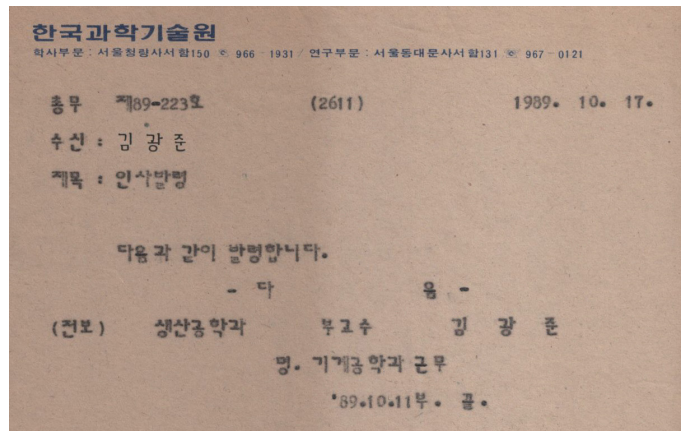 한국과학기술원
학사부문 : 서울청량사서함150 ✆ 966-1931 / 연구부문 : 서울동대문사서함131 ✆ 967-0121
총무 제89-223호 (2611) 1989. 10. 17.
수신 : 김광준
제목 : 인사발령
다음과 같이 발령합니다.
- 다 음 -
(전보) 생산공학과 부교수 김 광 준
명. 기계공학과 근무
'89.10.11부. 끝.